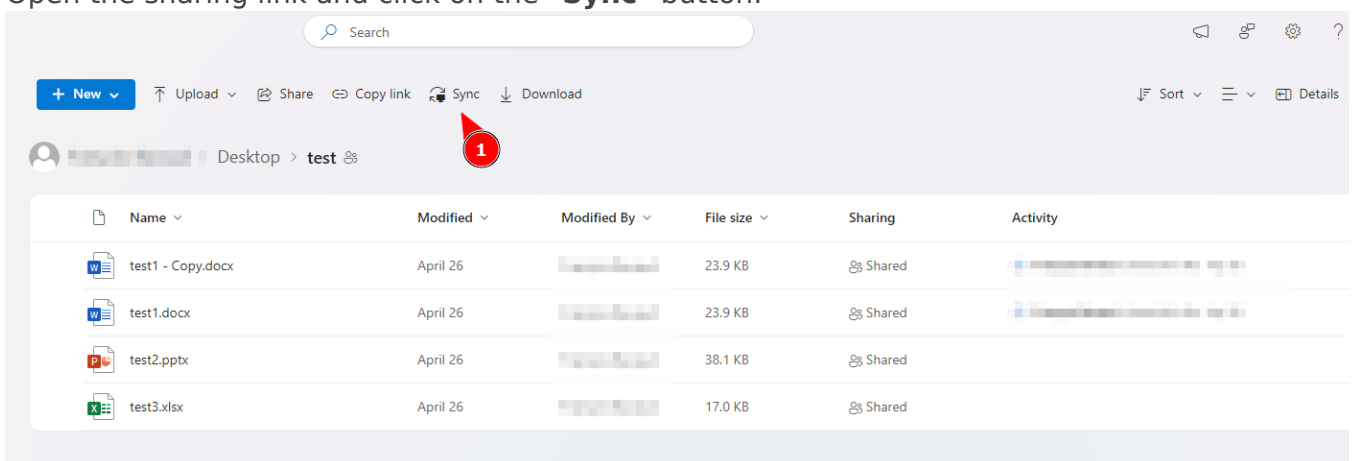 Open the sharing link and click on the "Sync" button.
Search
?
+ New Upload Share Copy link Sync Download Sort Details
1
Desktop > test
Name Modified Modified By File size Sharing Activity
test1 - Copy.docx April 26 23.9 KB Shared
test1.docx April 26 23.9 KB Shared
test2.pptx April 26 38.1 KB Shared
test3.xlsx April 26 17.0 KB Shared